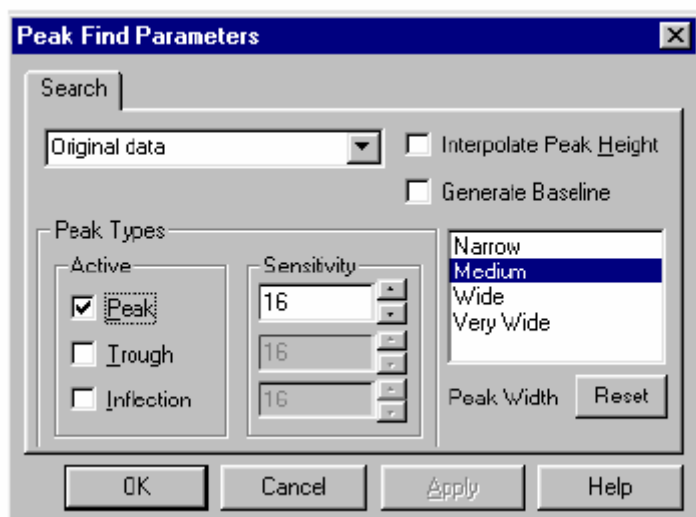 Peak Find Parameters
Search
Original data
Interpolate Peak Height
Generate Baseline
Peak Types
Active
Sensitivity
Peak
16
Trough
16
Inflection
16
Narrow
Medium
Wide
Very Wide
Peak Width
Reset
OK
Cancel
Apply
Help